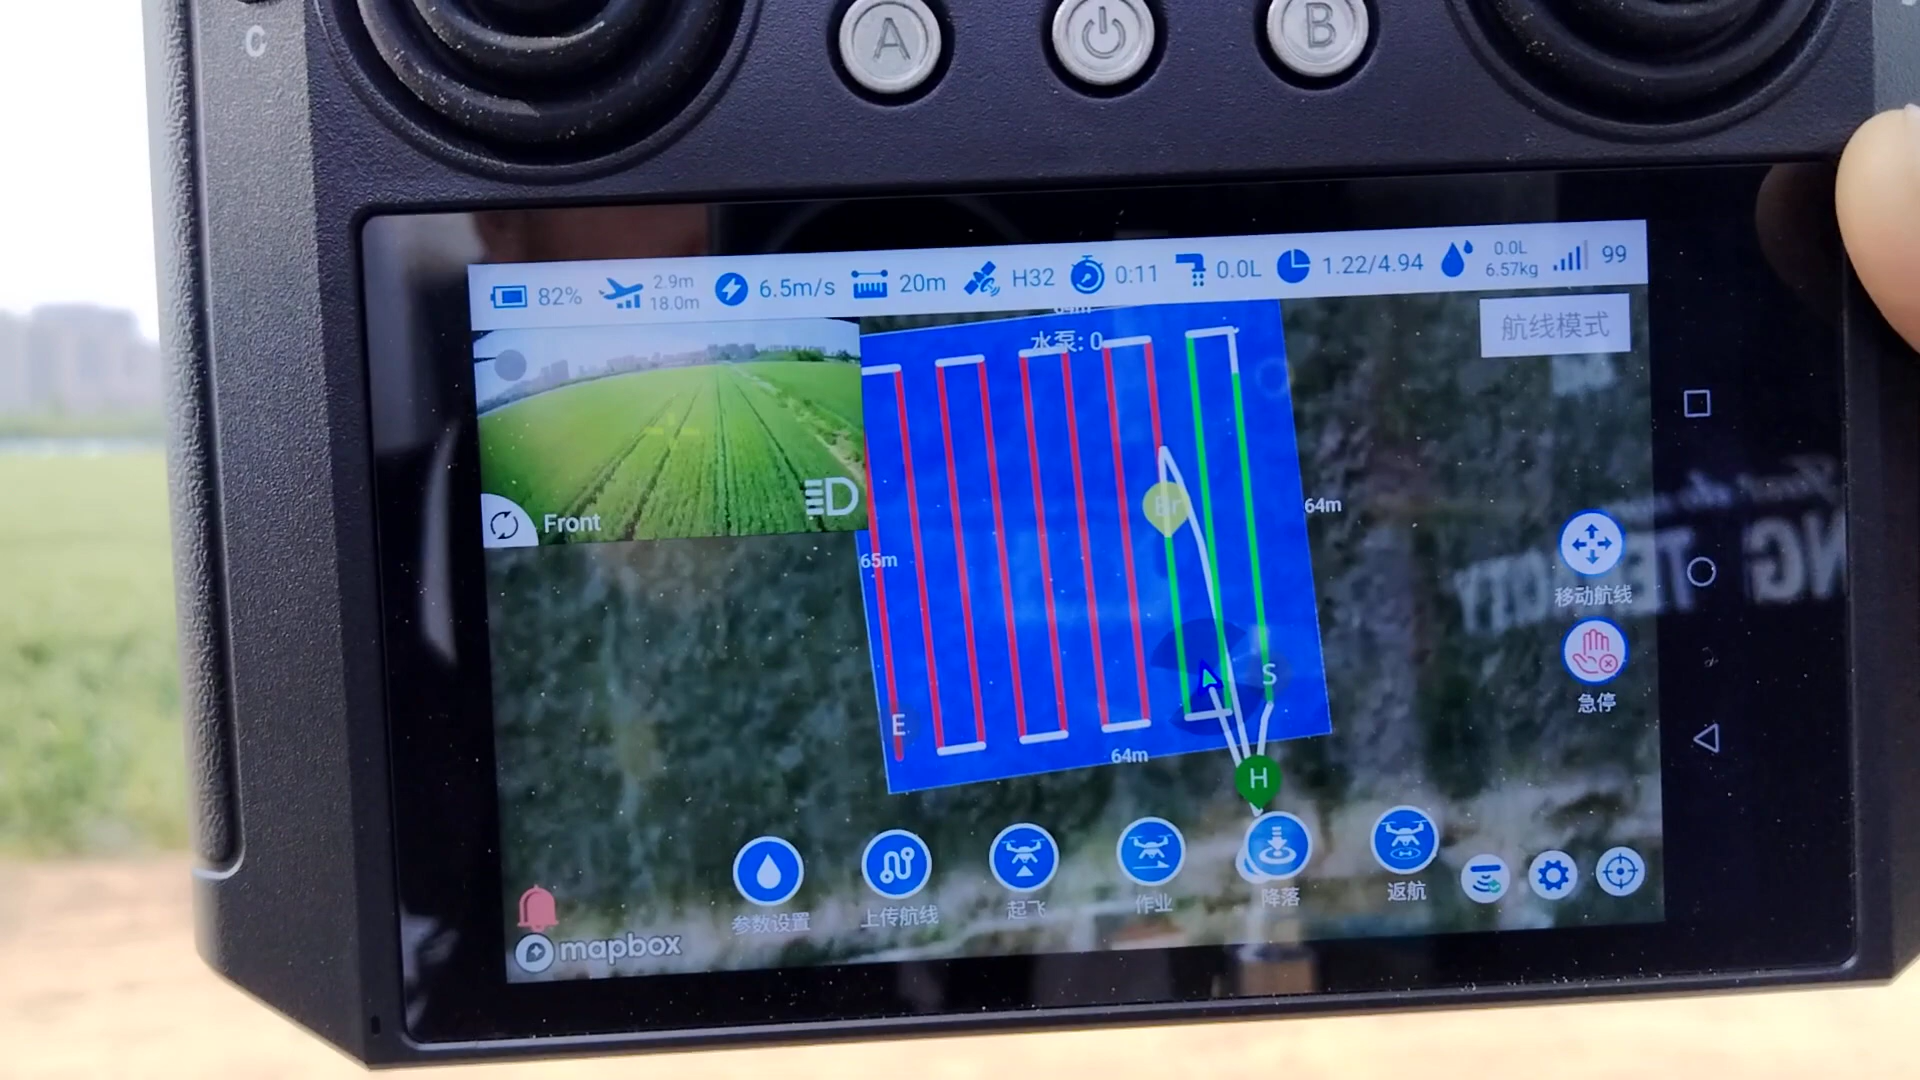 C
A
B
82%
2.9m
18.0m
6.5m/s
20m
H32
0:11
0.0L
1.22/4.94
0.0L
6.57kg
99
航线模式
水泵: 0
Front
65m
64m
64m
Br
S
E
H
移动航线
急停
参数设置
上传航线
起飞
作业
降落
返航
mapbox